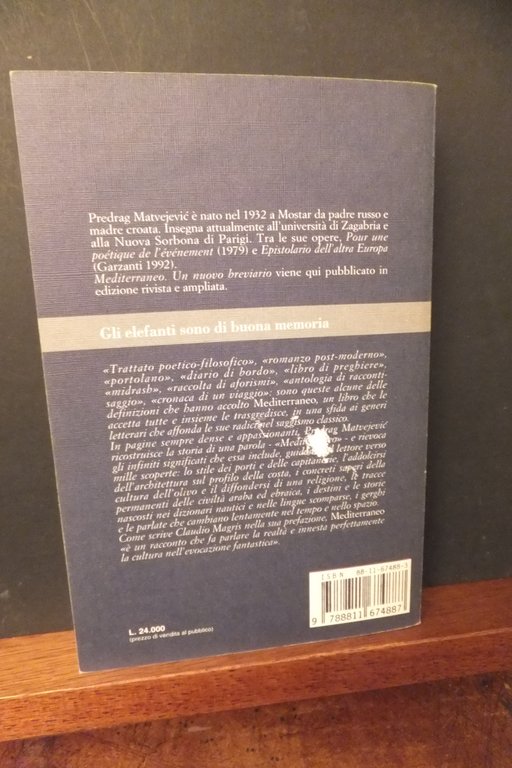 Predrag Matvejević è nato nel 1932 a Mostar da padre russo e
madre croata. Insegna attualmente all'università di Zagabria e
alla Nuova Sorbona di Parigi. Tra le sue opere, Pour une
poétique de l'événement (1979) e Epistolario dell'altra Europa
(Garzanti 1992).
Mediterraneo. Un nuovo breviario viene qui pubblicato in
edizione rivista e ampliata.
Gli elefanti sono di buona memoria
«Trattato poetico-filosofico», «romanzo post-moderno»,
«portolano», «diario di bordo», «libro di preghiere»,
«midrash», «raccolta di aforismi», «antologia di racconti-
saggio», «cronaca di un viaggio»: sono queste alcune delle
definizioni che hanno accolto Mediterraneo, un libro che le
accetta tutte e insieme le trasgredisce, in una sfida ai generi
letterari che affonda le sue radici nel saggismo classico.
In pagine sempre dense e appassionanti, Predrag Matvejević
ricostruisce la storia di una parola - - e rievoca
gli infiniti significati che essa include, il lettore verso
mille scoperte: lo stile dei porti e delle capitanerie, l'addolcirsi
dell'architettura sul profilo della costa, i concreti saperi della
cultura dell'olivo e il diffondersi di una religione, le tracce
permanenti delle civiltà araba ed ebraica, i destini e le storie
nascosti nei dizionari nautici e nelle lingue scomparse, i gerghi
e le parlate che cambiano lentamente nel tempo e nello spazio.
Come scrive Claudio Magris nella sua prefazione, Mediterraneo
«è un racconto che fa parlare la realtà e innesta perfettamente
la cultura nell'evocazione fantastica».
ISBN 88-11-67488-3
9 788811 674887
L. 24.000
(prezzo di vendita al pubblico)